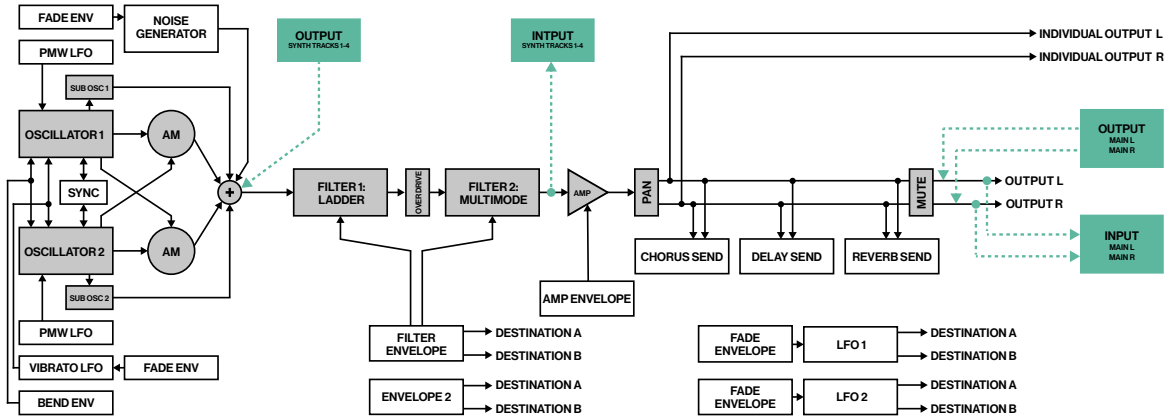 FADE ENV
NOISE
GENERATOR
OUTPUT
SYNTH TRACKS 1-4
INTPUT
SYNTH TRACKS 1-4
INDIVIDUAL OUTPUT L
INDIVIDUAL OUTPUT R
PMW LFO
SUB OSC 1
OSCILLATOR 1
AM
OUTPUT
MAIN L
MAIN R
SYNC
+
FILTER 1:
LADDER
OVERDRIVE
FILTER 2:
MULTIMODE
AMP
PAN
MUTE
OUTPUT L
OUTPUT R
OSCILLATOR 2
AM
CHORUS SEND
DELAY SEND
REVERB SEND
INPUT
MAIN L
MAIN R
SUB OSC 2
AMP ENVELOPE
PMW LFO
FILTER
ENVELOPE
DESTINATION A
DESTINATION B
FADE
ENVELOPE
LFO 1
DESTINATION A
DESTINATION B
VIBRATO LFO
FADE ENV
BEND ENV
ENVELOPE 2
DESTINATION A
DESTINATION B
FADE
ENVELOPE
LFO 2
DESTINATION A
DESTINATION B